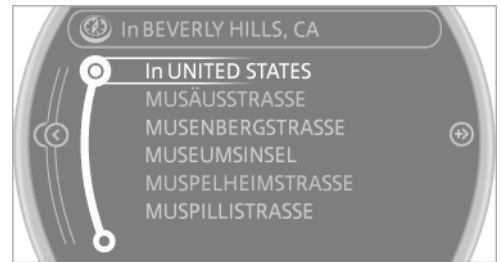 In BEVERLY HILLS, CA
In UNITED STATES
MUSÄUSSTRASSE
MUSENBERGSTRASSE
MUSEUMSINSEL
MUSPELHEIMSTRASSE
MUSPILLISTRASSE